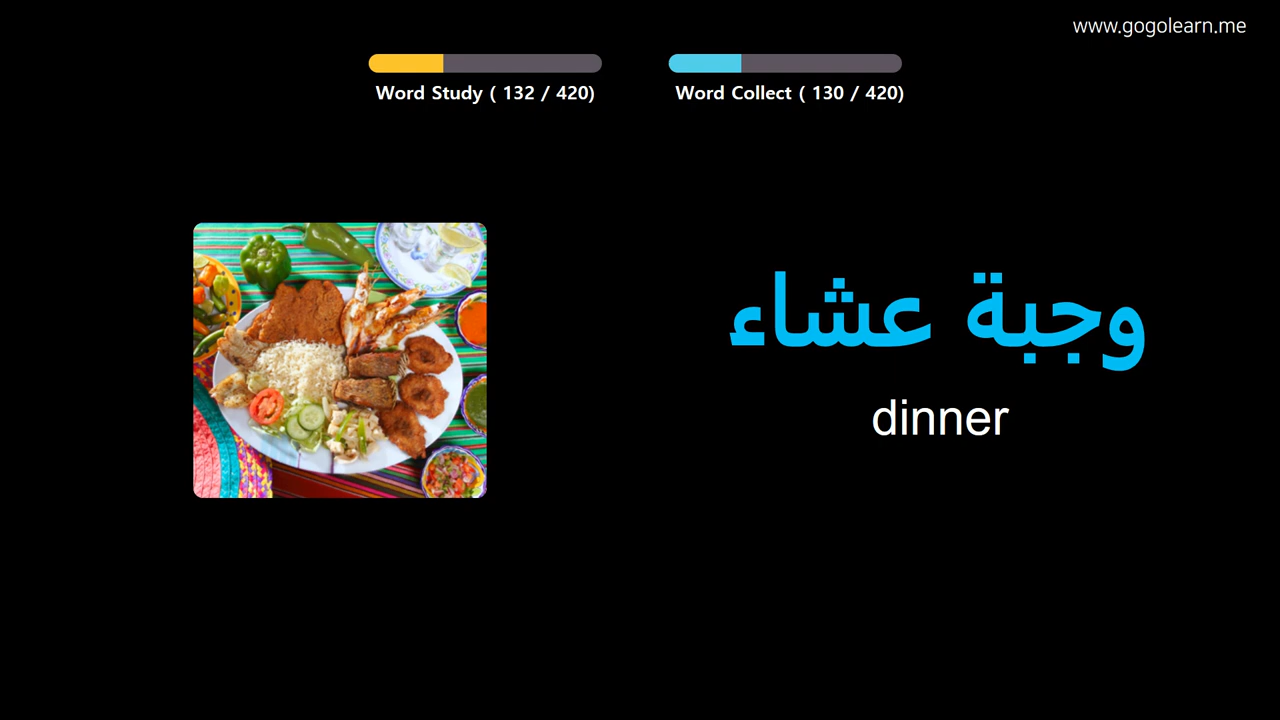 www.gogolearn.me
Word Study ( 132 / 420)
Word Collect ( 130 / 420)
وجبة عشاء
dinner